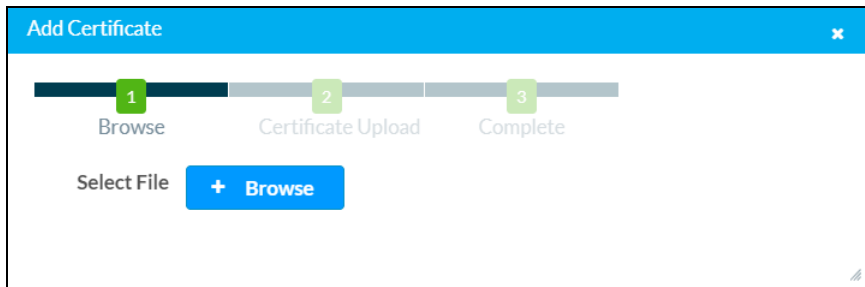 Add Certificate
1 2 3
Browse Certificate Upload Complete
Select File + Browse